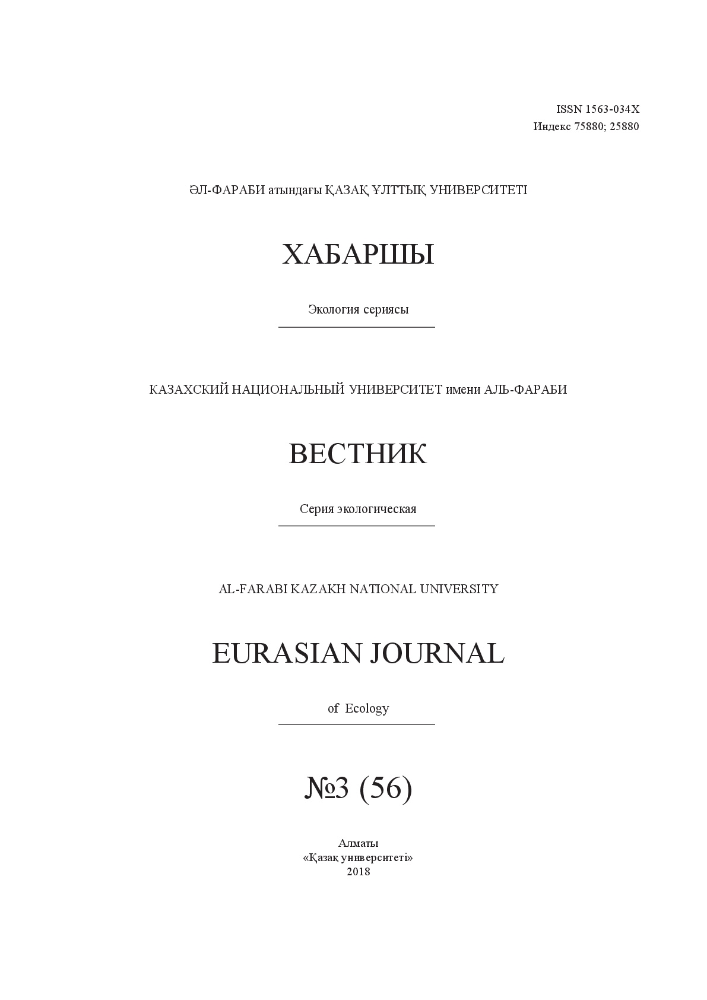 ISSN 1563-034X
Индекс 75880; 25880
ӘЛ-ФАРАБИ атындағы ҚАЗАҚ ҰЛТТЫҚ УНИВЕРСИТЕТІ
ХАБАРШЫ
Экология сериясы
КАЗАХСКИЙ НАЦИОНАЛЬНЫЙ УНИВЕРСИТЕТ имени АЛЬ-ФАРАБИ
ВЕСТНИК
Серия экологическая
AL-FARABI KAZAKH NATIONAL UNIVERSITY
EURASIAN JOURNAL
of Ecology
№3 (56)
Алматы
«Қазақ университеті»
2018